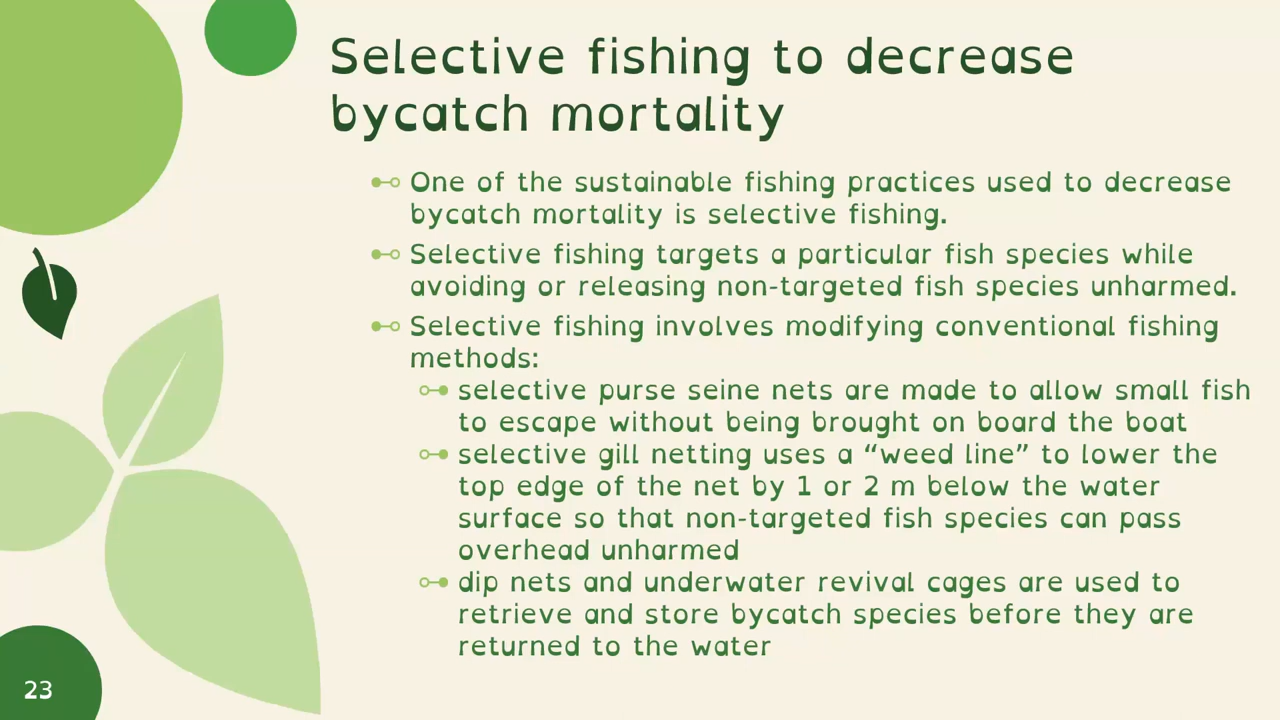 Selective fishing to decrease
bycatch mortality
One of the sustainable fishing practices used to decrease
bycatch mortality is selective fishing.
Selective fishing targets a particular fish species while
avoiding or releasing non-targeted fish species unharmed.
Selective fishing involves modifying conventional fishing
methods:
selective purse seine nets are made to allow small fish
to escape without being brought on board the boat
selective gill netting uses a “weed line” to lower the
top edge of the net by 1 or 2 m below the water
surface so that non-targeted fish species can pass
overhead unharmed
dip nets and underwater revival cages are used to
retrieve and store bycatch species before they are
returned to the water
23